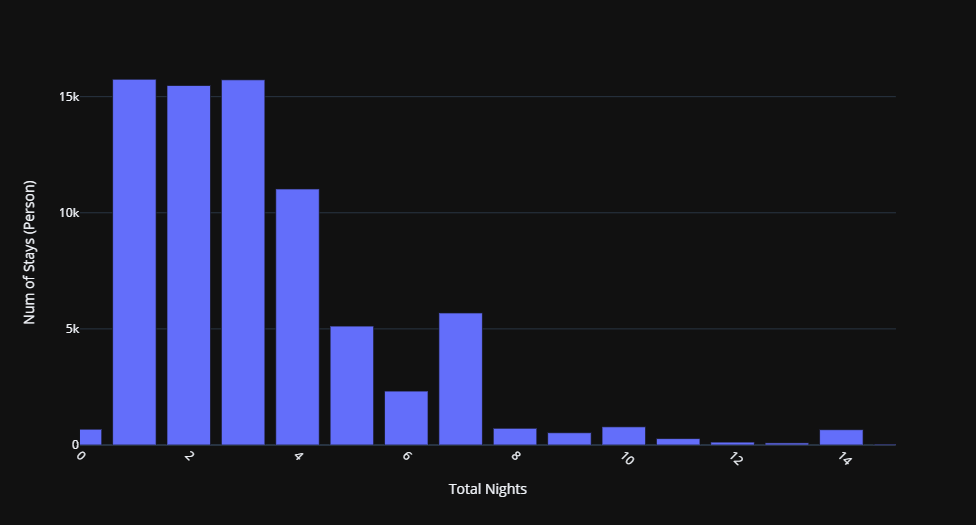 15k
10k
5k
0
Num of Stays (Person)
0 2 4 6 8 10 12 14
Total Nights